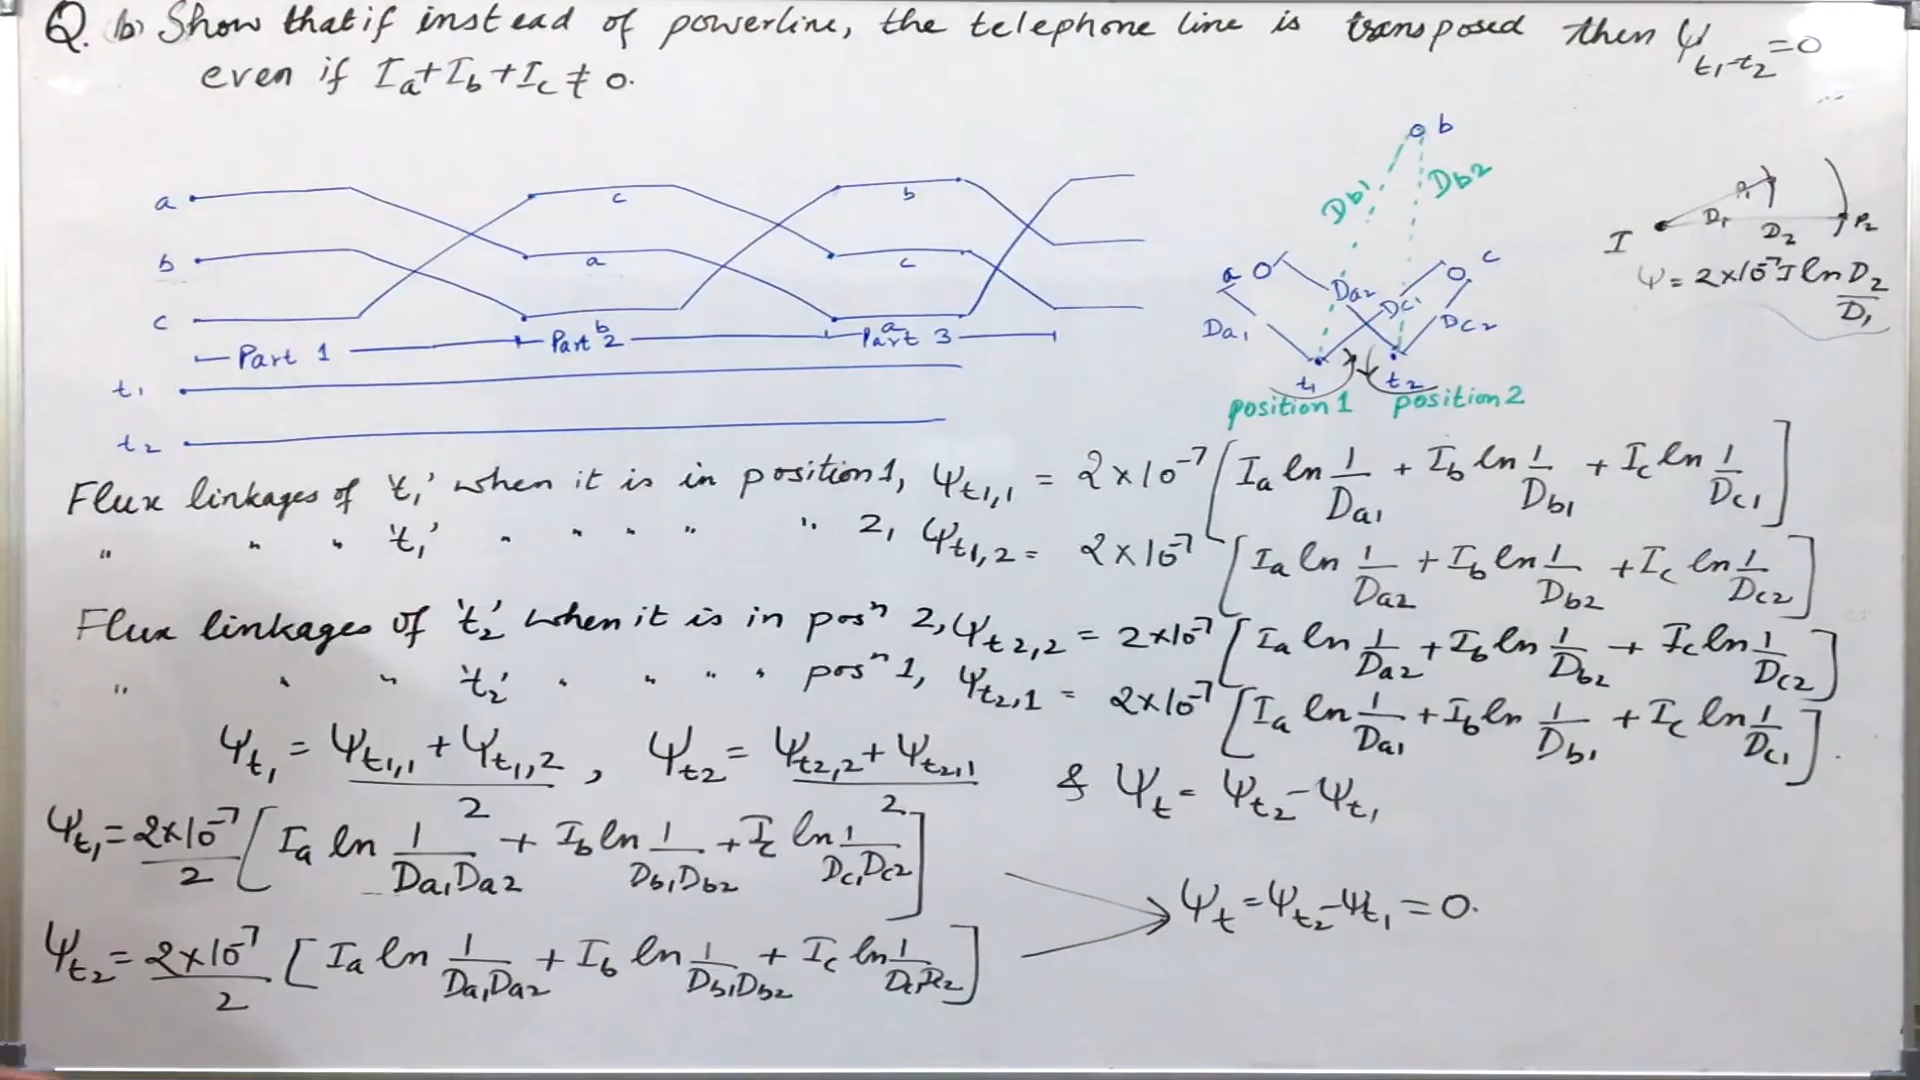 Q. b) Show that if instead of powerline, the telephone line is transposed then ψ_t1-t2 = 0
even if Ia+Ib+Ic ≠ 0.
a
b
c
c
a
b
b
c
a
Part 1
Part 2
Part 3
t1
t2
b
Db1
Db2
a
c
Da2
Dc1
Da1
Dc2
t1
t2
position 1
position 2
I
P1
D1
D2
P2
ψ = 2×10⁻⁷ I ln D2/D1
Flux linkages of 't1' when it is in position 1, ψt1,1 = 2×10⁻⁷ [Ia ln 1/Da1 + Ib ln 1/Db1 + Ic ln 1/Dc1]
" " " 't1' " " " " " 2, ψt1,2 = 2×10⁻⁷ [Ia ln 1/Da2 + Ib ln 1/Db2 + Ic ln 1/Dc2]
Flux linkages of 't2' when it is in posⁿ 2, ψt2,2 = 2×10⁻⁷ [Ia ln 1/Da2 + Ib ln 1/Db2 + Ic ln 1/Dc2]
" " " 't2' " " " " posⁿ 1, ψt2,1 = 2×10⁻⁷ [Ia ln 1/Da1 + Ib ln 1/Db1 + Ic ln 1/Dc1]
ψt1 = (ψt1,1 + ψt1,2)/2 , ψt2 = (ψt2,2 + ψt2,1)/2 & ψt = ψt2 - ψt1
ψt1 = 2×10⁻⁷/2 [Ia ln 1/Da1Da2 + Ib ln 1/Db1Db2 + Ic ln 1/Dc1Dc2]
ψt = ψt2 - ψt1 = 0.
ψt2 = 2×10⁻⁷/2 [Ia ln 1/Da1Da2 + Ib ln 1/Db1Db2 + Ic ln 1/Dc1Dc2]